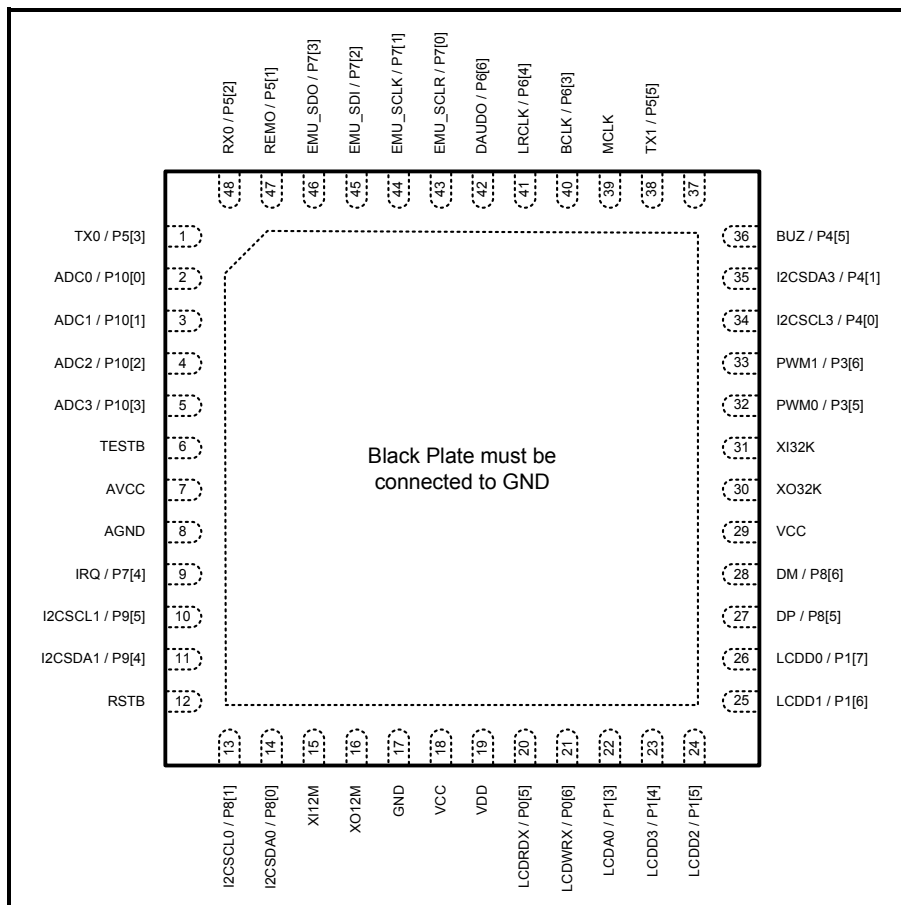 RX0 / P5[2]
REMO / P5[1]
EMU_SDO / P7[3]
EMU_SDI / P7[2]
EMU_SCLK / P7[1]
EMU_SCLR / P7[0]
DAUDO / P6[6]
LRCLK / P6[4]
BCLK / P6[3]
MCLK
TX1 / P5[5]
48
47
46
45
44
43
42
41
40
39
38
37
TX0 / P5[3]
1
ADC0 / P10[0]
2
ADC1 / P10[1]
3
ADC2 / P10[2]
4
ADC3 / P10[3]
5
TESTB
6
AVCC
7
AGND
8
IRQ / P7[4]
9
I2CSCL1 / P9[5]
10
I2CSDA1 / P9[4]
11
RSTB
12
Black Plate must be
connected to GND
36
BUZ / P4[5]
35
I2CSDA3 / P4[1]
34
I2CSCL3 / P4[0]
33
PWM1 / P3[6]
32
PWM0 / P3[5]
31
XI32K
30
XO32K
29
VCC
28
DM / P8[6]
27
DP / P8[5]
26
LCDD0 / P1[7]
25
LCDD1 / P1[6]
13
14
15
16
17
18
19
20
21
22
23
24
I2CSCL0 / P8[1]
I2CSDA0 / P8[0]
XI12M
XO12M
GND
VCC
VDD
LCDRDX / P0[5]
LCDWRX / P0[6]
LCDA0 / P1[3]
LCDD3 / P1[4]
LCDD2 / P1[5]